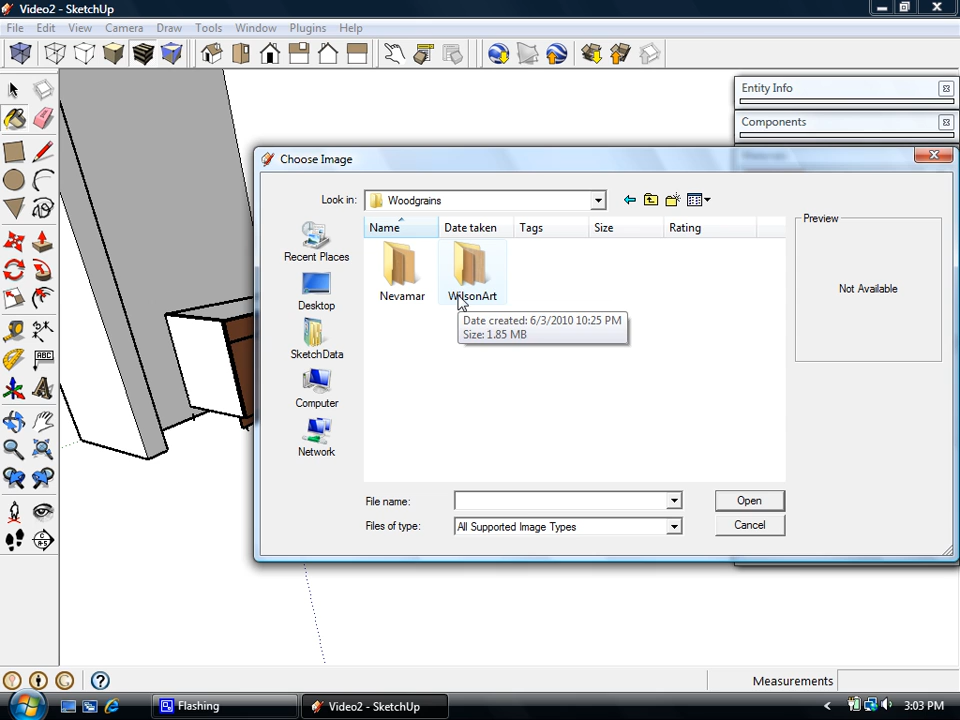 Video2 - SketchUp
File Edit View Camera Draw Tools Window Plugins Help
Entity Info
Components
Choose Image
Look in: Woodgrains
Name Date taken Tags Size Rating
Preview
Not Available
Recent Places
Desktop
SketchData
Computer
Network
Nevamar WilsonArt
Date created: 6/3/2010 10:25 PM
Size: 1.85 MB
File name:
Open
Files of type: All Supported Image Types
Cancel
ABC
Measurements
Flashing
Video2 - SketchUp
3:03 PM